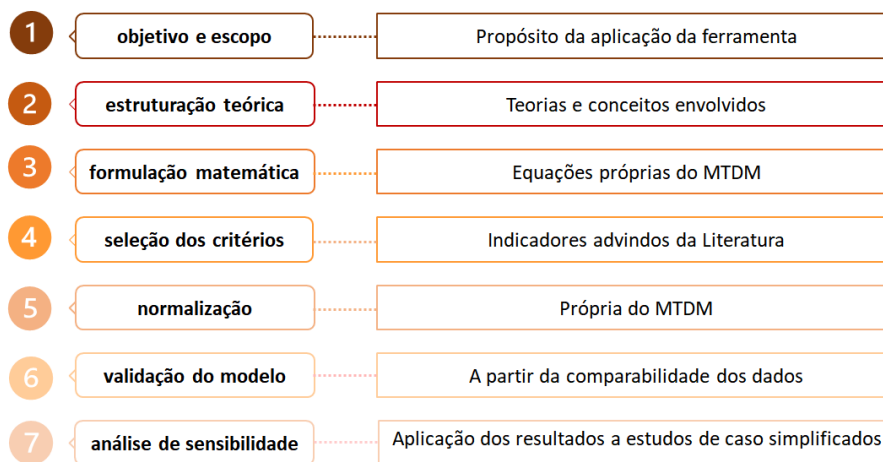 1 objetivo e escopo Propósito da aplicação da ferramenta
2 estruturação teórica Teorias e conceitos envolvidos
3 formulação matemática Equações próprias do MTDM
4 seleção dos critérios Indicadores advindos da Literatura
5 normalização Própria do MTDM
6 validação do modelo A partir da comparabilidade dos dados
7 análise de sensibilidade Aplicação dos resultados a estudos de caso simplificados